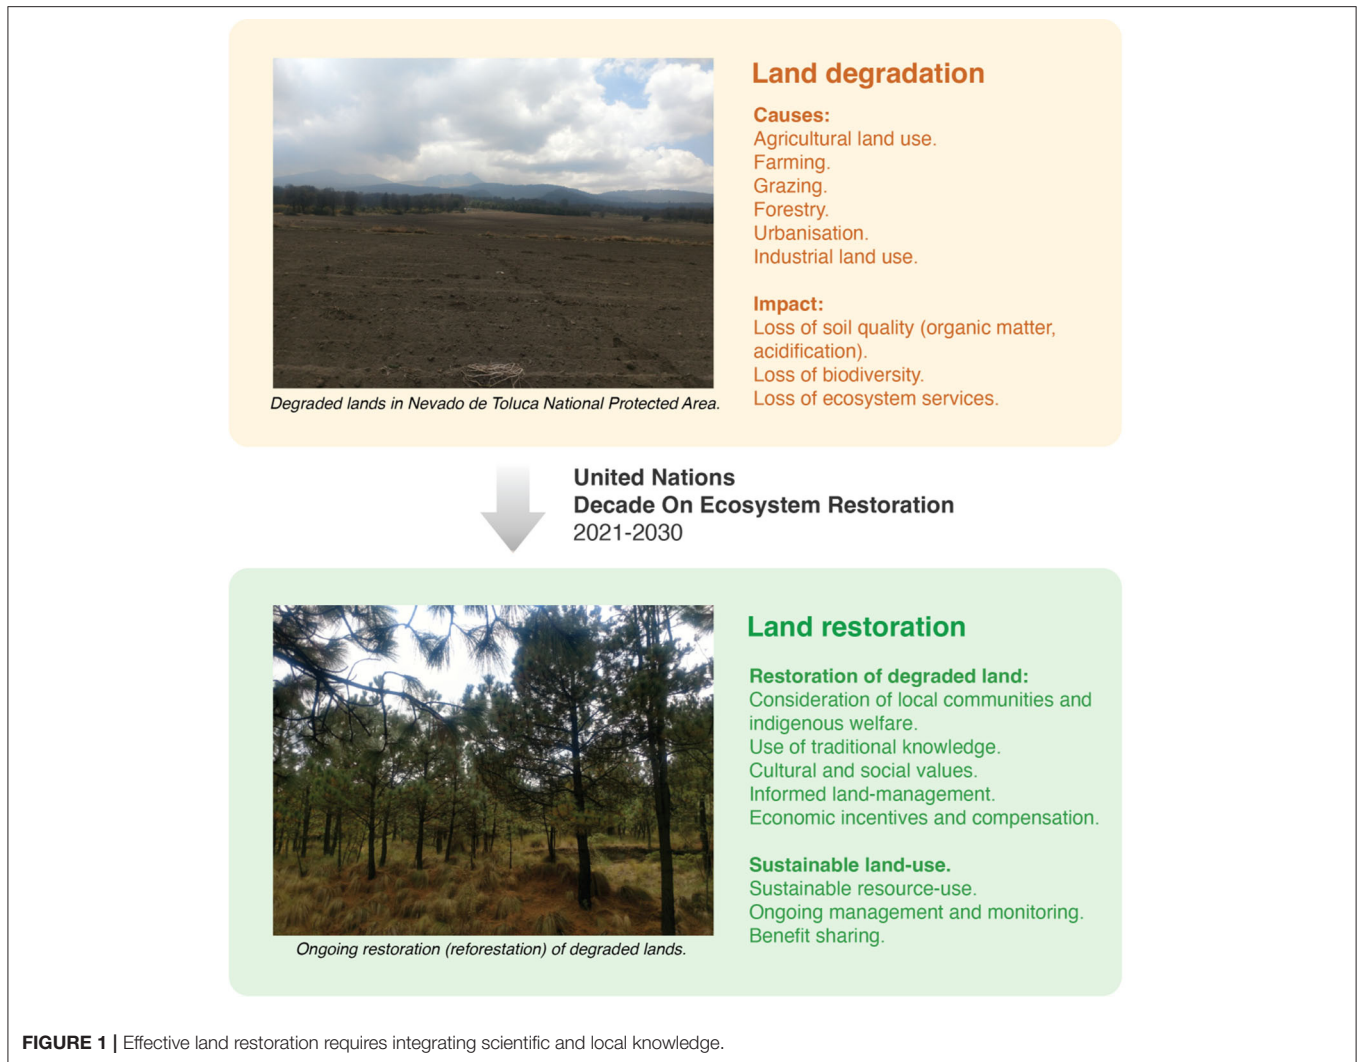 Land degradation
Causes:
Agricultural land use.
Farming.
Grazing.
Forestry.
Urbanisation.
Industrial land use.
Impact:
Loss of soil quality (organic matter,
acidification).
Loss of biodiversity.
Loss of ecosystem services.
Degraded lands in Nevado de Toluca National Protected Area.
United Nations
Decade On Ecosystem Restoration
2021-2030
Land restoration
Restoration of degraded land:
Consideration of local communities and
indigenous welfare.
Use of traditional knowledge.
Cultural and social values.
Informed land-management.
Economic incentives and compensation.
Sustainable land-use.
Sustainable resource-use.
Ongoing management and monitoring.
Benefit sharing.
Ongoing restoration (reforestation) of degraded lands.
FIGURE 1 | Effective land restoration requires integrating scientific and local knowledge.